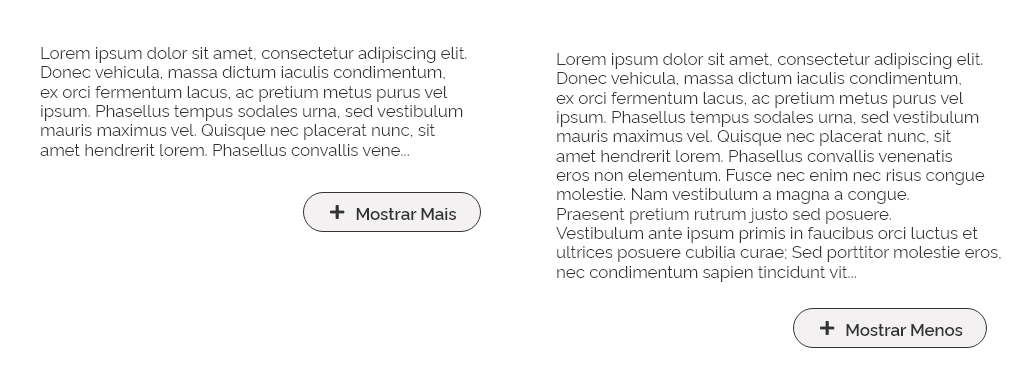 Lorem ipsum dolor sit amet, consectetur adipiscing elit.
Donec vehicula, massa dictum iaculis condimentum,
ex orci fermentum lacus, ac pretium metus purus vel
ipsum. Phasellus tempus sodales urna, sed vestibulum
mauris maximus vel. Quisque nec placerat nunc, sit
amet hendrerit lorem. Phasellus convallis vene...
Mostrar Mais
Lorem ipsum dolor sit amet, consectetur adipiscing elit.
Donec vehicula, massa dictum iaculis condimentum,
ex orci fermentum lacus, ac pretium metus purus vel
ipsum. Phasellus tempus sodales urna, sed vestibulum
mauris maximus vel. Quisque nec placerat nunc, sit
amet hendrerit lorem. Phasellus convallis venenatis
eros non elementum. Fusce nec enim nec risus congue
molestie. Nam vestibulum a magna a congue.
Praesent pretium rutrum justo sed posuere.
Vestibulum ante ipsum primis in faucibus orci luctus et
ultrices posuere cubilia curae; Sed porttitor molestie eros,
nec condimentum sapien tincidunt vit...
Mostrar Menos